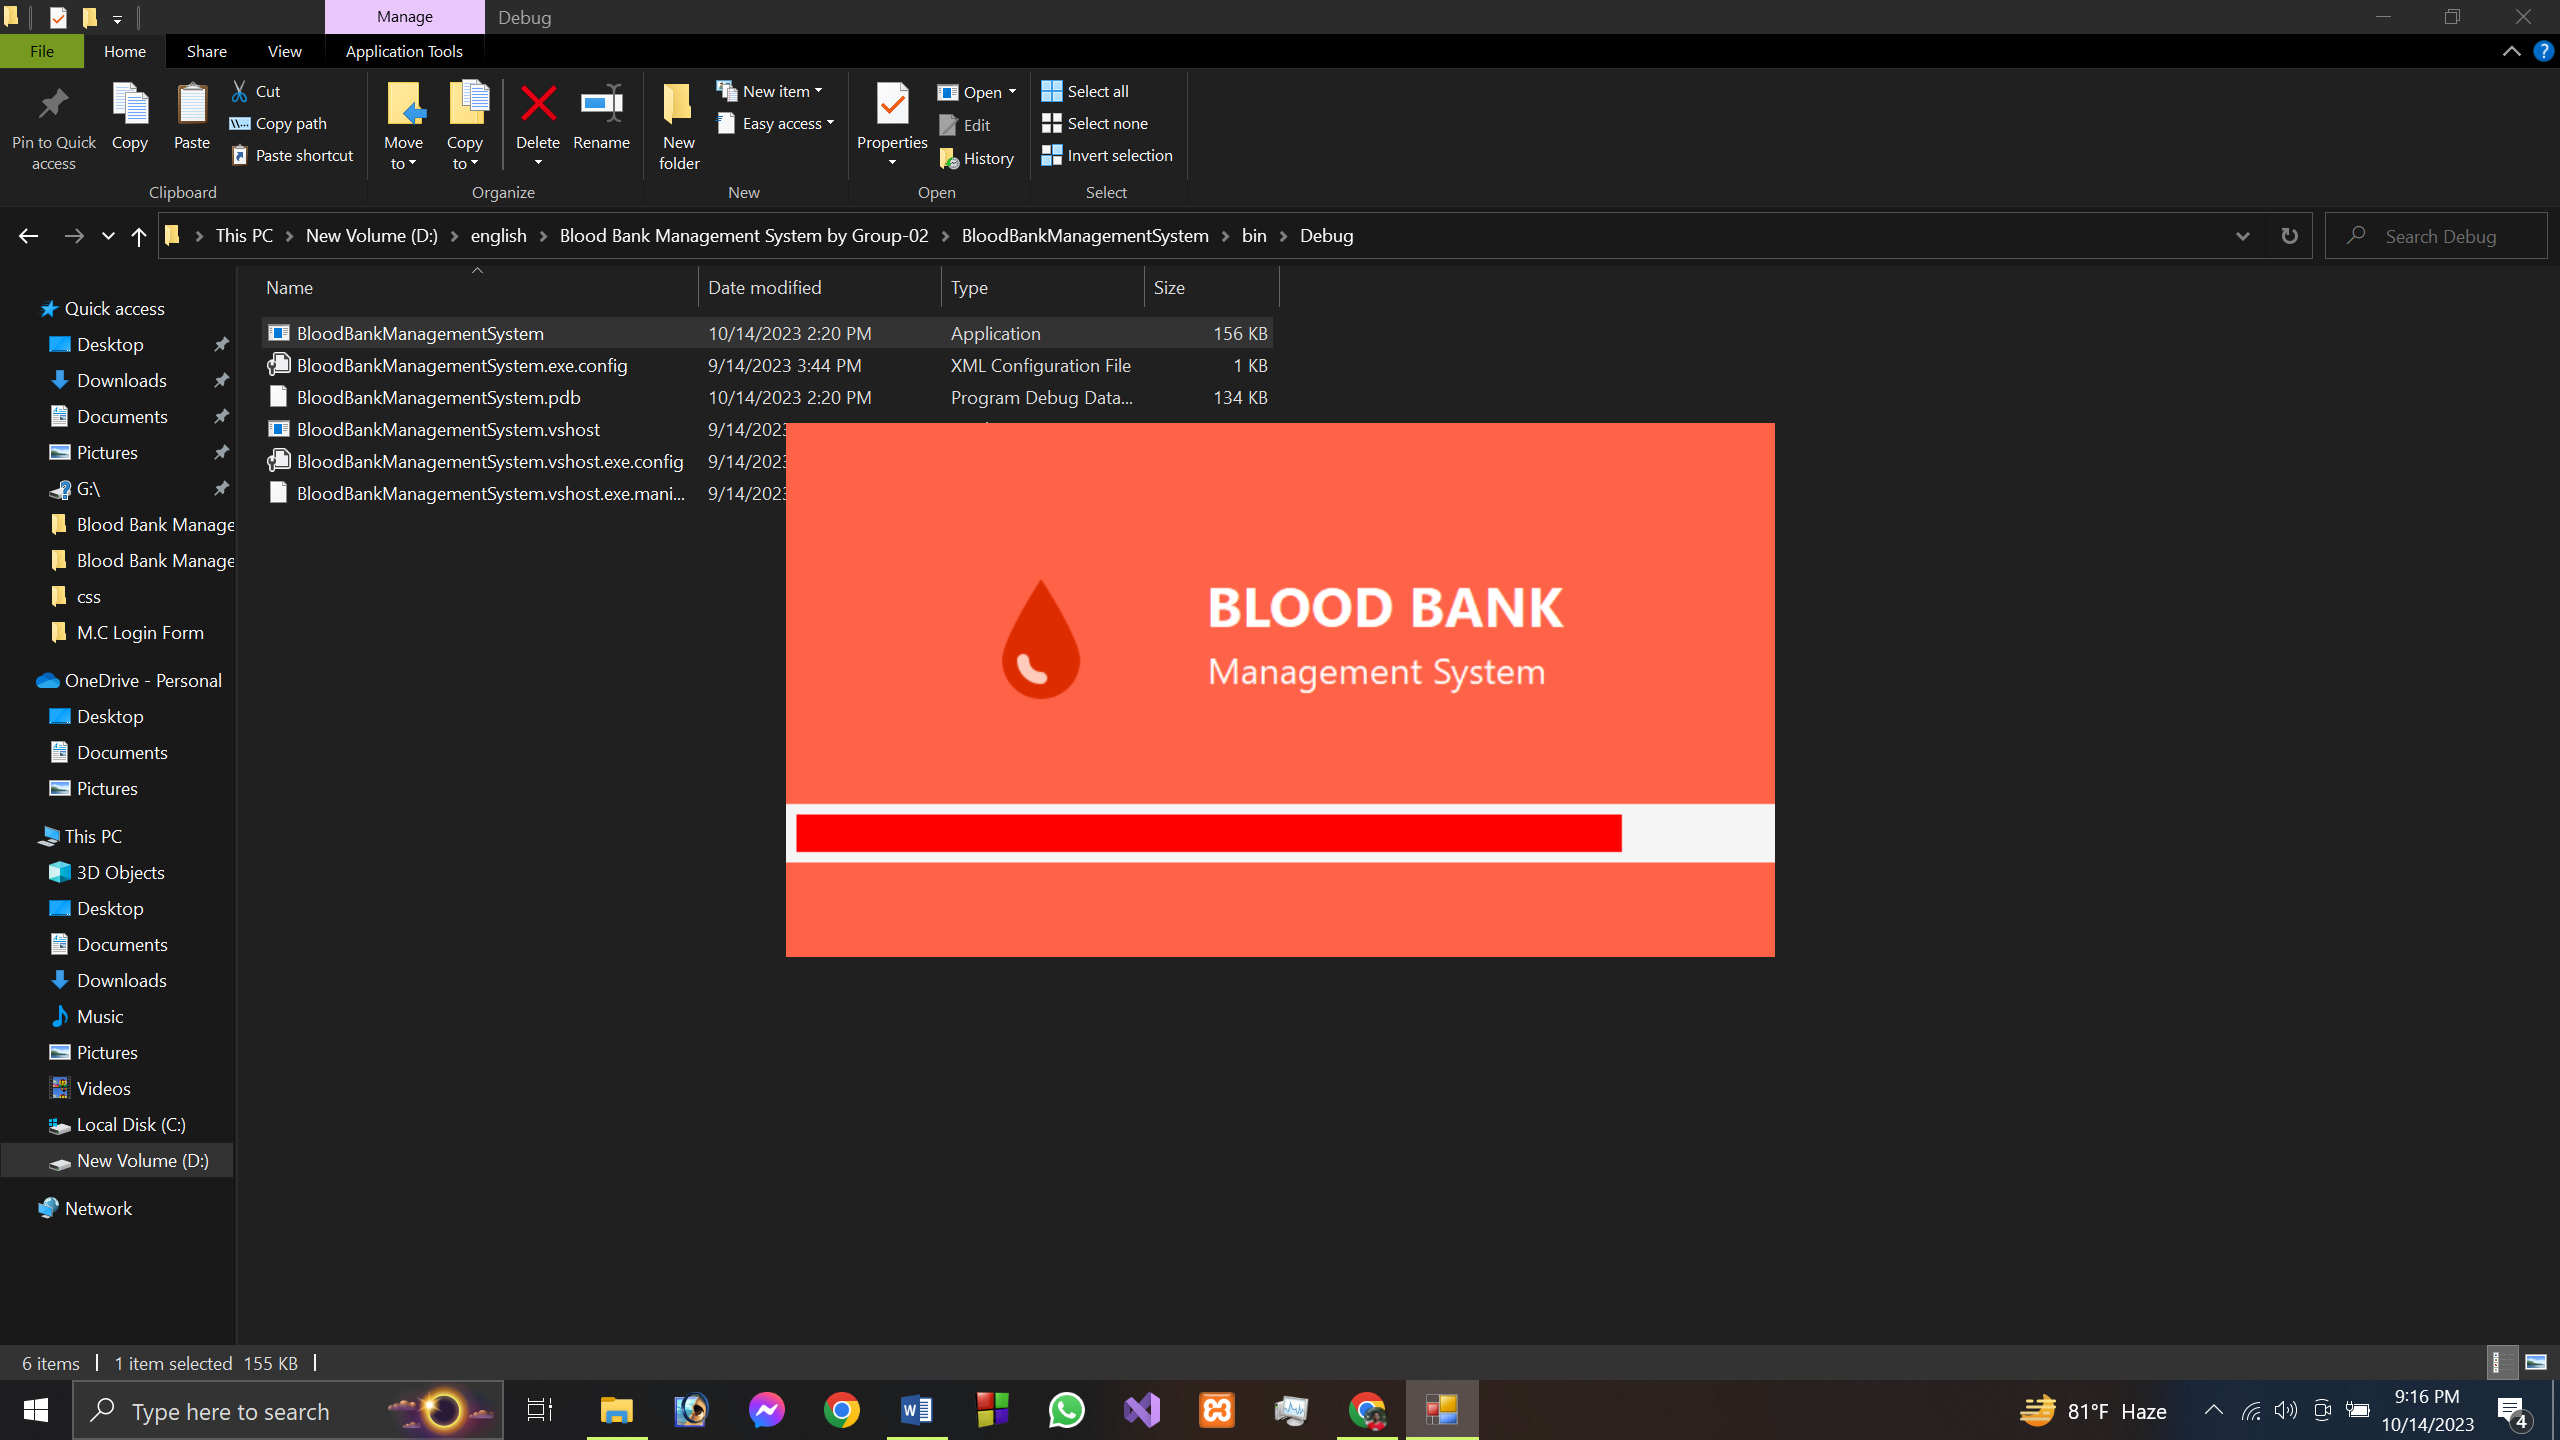 Manage
Debug
File
Home
Share
View
Application Tools
Pin to Quick access
Copy
Paste
Cut
Copy path
Paste shortcut
Clipboard
Move to
Copy to
Delete
Rename
Organize
New folder
New item
Easy access
New
Properties
Open
Edit
History
Open
Select all
Select none
Invert selection
Select
This PC
New Volume (D:)
english
Blood Bank Management System by Group-02
BloodBankManagementSystem
bin
Debug
Search Debug
Name
Date modified
Type
Size
BloodBankManagementSystem 10/14/2023 2:20 PM Application 156 KB
BloodBankManagementSystem.exe.config 9/14/2023 3:44 PM XML Configuration File 1 KB
BloodBankManagementSystem.pdb 10/14/2023 2:20 PM Program Debug Data... 134 KB
BloodBankManagementSystem.vshost 9/14/2023
BloodBankManagementSystem.vshost.exe.config 9/14/2023
BloodBankManagementSystem.vshost.exe.mani... 9/14/2023
Quick access
Desktop
Downloads
Documents
Pictures
G:\
Blood Bank Manage
Blood Bank Manage
css
M.C Login Form
OneDrive - Personal
Desktop
Documents
Pictures
This PC
3D Objects
Desktop
Documents
Downloads
Music
Pictures
Videos
Local Disk (C:)
New Volume (D:)
Network
BLOOD BANK
Management System
6 items
1 item selected 155 KB
Type here to search
81°F Haze
9:16 PM
10/14/2023
4